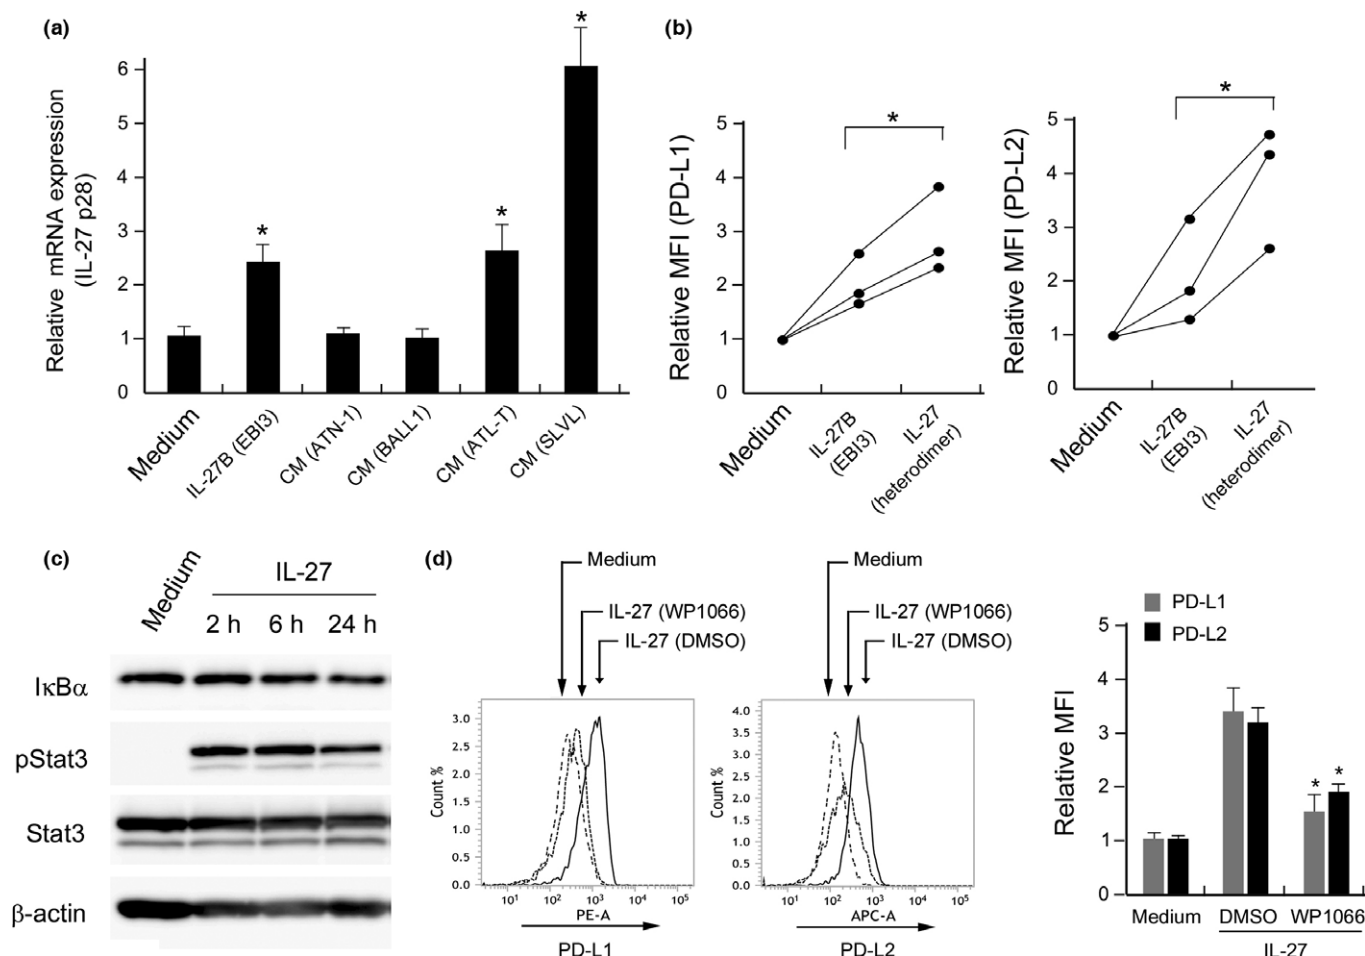 (a)
Relative mRNA expression
(IL-27 p28)
6
5
4
3
2
1
0
*
*
*
Medium
IL-27B (EBI3)
CM (ATN-1)
CM (BALL1)
CM (ATL-T)
CM (SLVL)
(b)
Relative MFI (PD-L1)
5
4
3
2
1
0
*
Medium
IL-27B
(EBI3)
IL-27
(heterodimer)
Relative MFI (PD-L2)
5
4
3
2
1
0
*
Medium
IL-27B
(EBI3)
IL-27
(heterodimer)
(c)
Medium
IL-27
2 h 6 h 24 h
IκBα
pStat3
Stat3
β-actin
(d)
Medium
IL-27 (WP1066)
IL-27 (DMSO)
Count %
3.0
2.5
2.0
1.5
1.0
0.5
0.0
10¹ 10² 10³ 10⁴ 10⁵
PE-A
PD-L1
Medium
IL-27 (WP1066)
IL-27 (DMSO)
Count %
4.0
3.5
3.0
2.5
2.0
1.5
1.0
0.5
0.0
10¹ 10² 10³ 10⁴ 10⁵
APC-A
PD-L2
PD-L1
PD-L2
Relative MFI
5
4
3
2
1
0
* *
Medium DMSO WP1066
IL-27